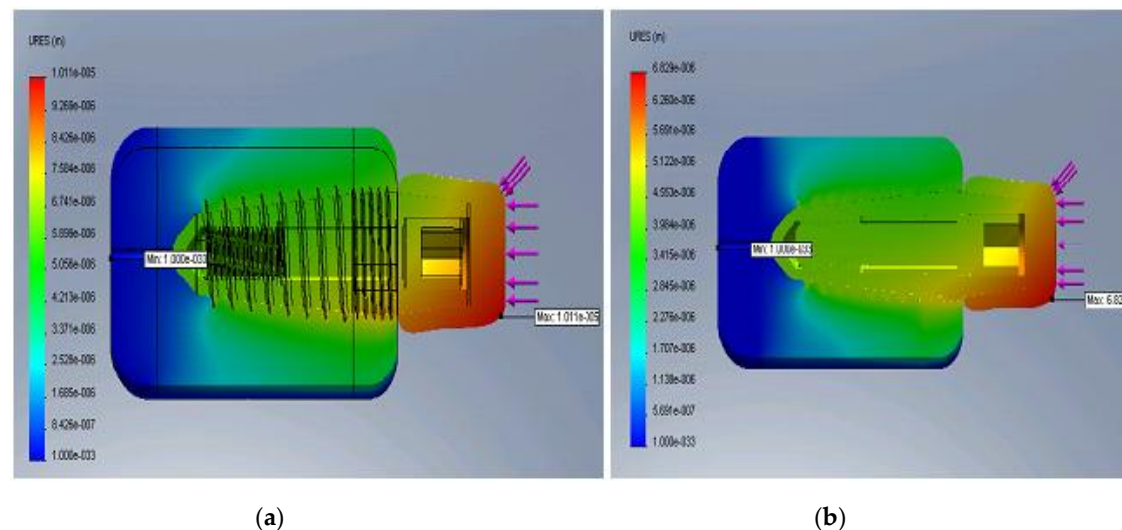 URES (m)
1.011e-005
9.269e-006
8.426e-006
7.584e-006
6.741e-006
5.899e-006
5.056e-006
4.213e-006
3.371e-006
2.528e-006
1.685e-006
8.426e-007
1.000e-033
Min: 1.000e-033
Max: 1.011e-005
(a)
URES (m)
6.829e-006
6.260e-006
5.691e-006
5.122e-006
4.553e-006
3.984e-006
3.415e-006
2.845e-006
2.276e-006
1.707e-006
1.138e-006
5.691e-007
1.000e-033
Min: 1.000e-033
Max: 6.82
(b)